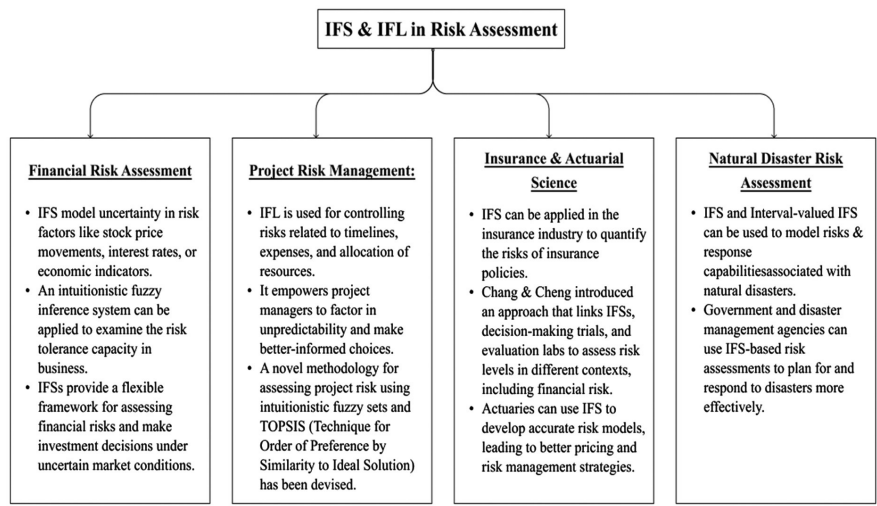 IFS & IFL in Risk Assessment
Financial Risk Assessment
• IFS model uncertainty in risk
factors like stock price
movements, interest rates, or
economic indicators.
• An intuitionistic fuzzy
inference system can be
applied to examine the risk
tolerance capacity in
business.
• IFSs provide a flexible
framework for assessing
financial risks and make
investment decisions under
uncertain market conditions.
Project Risk Management:
• IFL is used for controlling
risks related to timelines,
expenses, and allocation of
resources.
• It empowers project
managers to factor in
unpredictability and make
better-informed choices.
• A novel methodology for
assessing project risk using
intuitionistic fuzzy sets and
TOPSIS (Technique for
Order of Preference by
Similarity to Ideal Solution)
has been devised.
Insurance & Actuarial
Science
• IFS can be applied in the
insurance industry to quantify
the risks of insurance
policies.
• Chang & Cheng introduced
an approach that links IFSs,
decision-making trials, and
evaluation labs to assess risk
levels in different contexts,
including financial risk.
• Actuaries can use IFS to
develop accurate risk models,
leading to better pricing and
risk management strategies.
Natural Disaster Risk
Assessment
• IFS and Interval-valued IFS
can be used to model risks &
response
capabilitiesassociated with
natural disasters.
• Government and disaster
management agencies can
use IFS-based risk
assessments to plan for and
respond to disasters more
effectively.